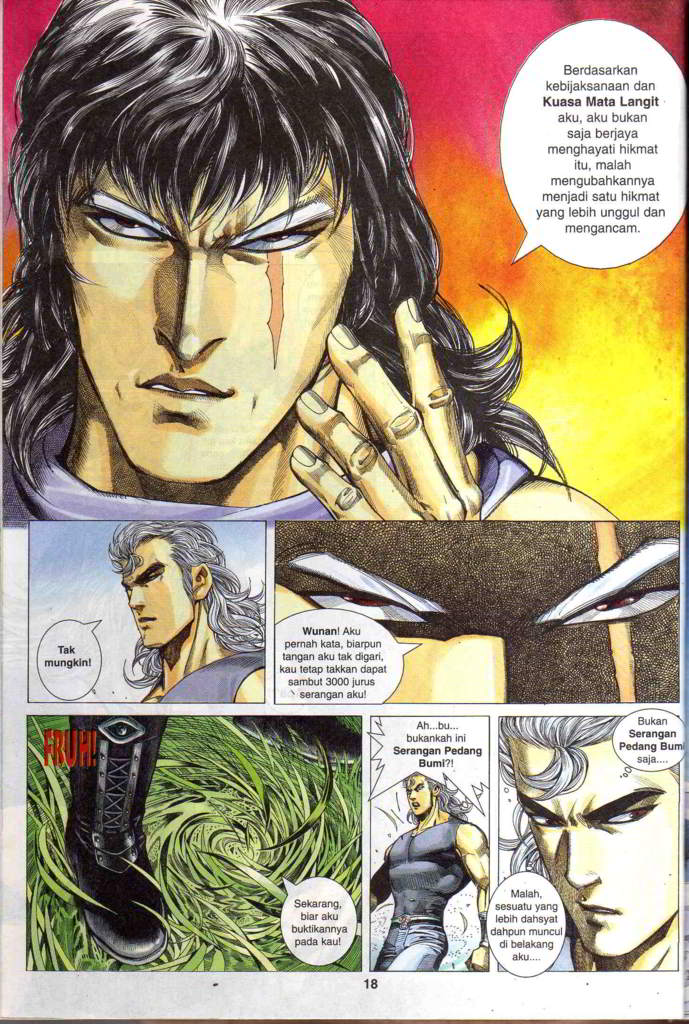 Berdasarkan
kebijaksanaan dan
Kuasa Mata Langit
aku, aku bukan
saja berjaya
menghayati hikmat
itu, malah
mengubahkannya
menjadi satu hikmat
yang lebih unggul dan
mengancam.
Tak
mungkin!
Wunan! Aku
pernah kata, biarpun
tangan aku tak digari,
kau tetap takkan dapat
sambut 3000 jurus
serangan aku!
FRUH!
Sekarang,
biar aku
buktikannya
pada kau!
Ah...bu...
bukankah ini
Serangan Pedang
Bumi?!
Bukan
Serangan
Pedang Bumi
saja....
Malah,
sesuatu yang
lebih dahsyat
dahpun muncul
di belakang
aku....
18